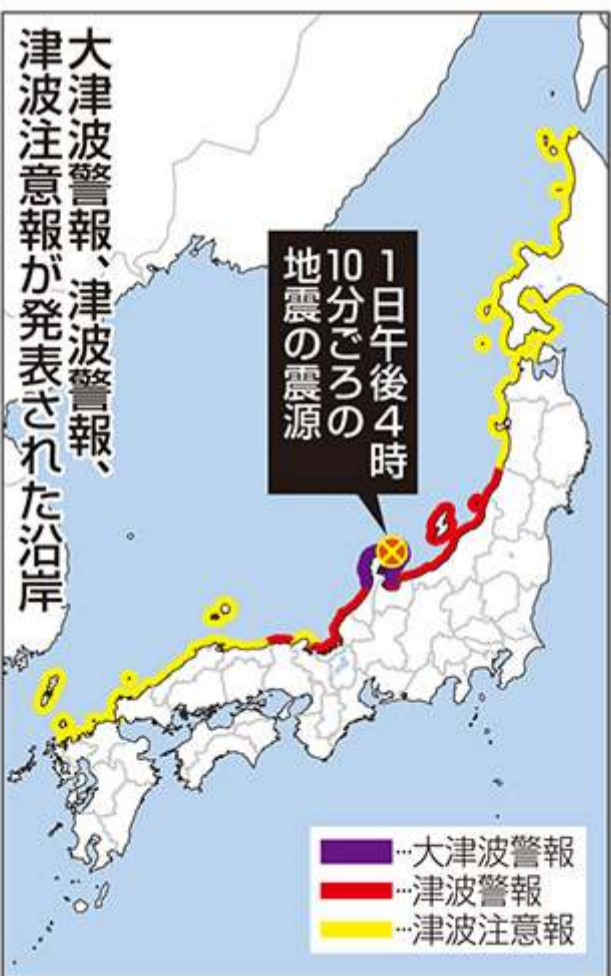 大津波警報、津波警報、
津波注意報が発表された沿岸
1日午後4時
10分ごろの
地震の震源
…大津波警報
…津波警報
…津波注意報